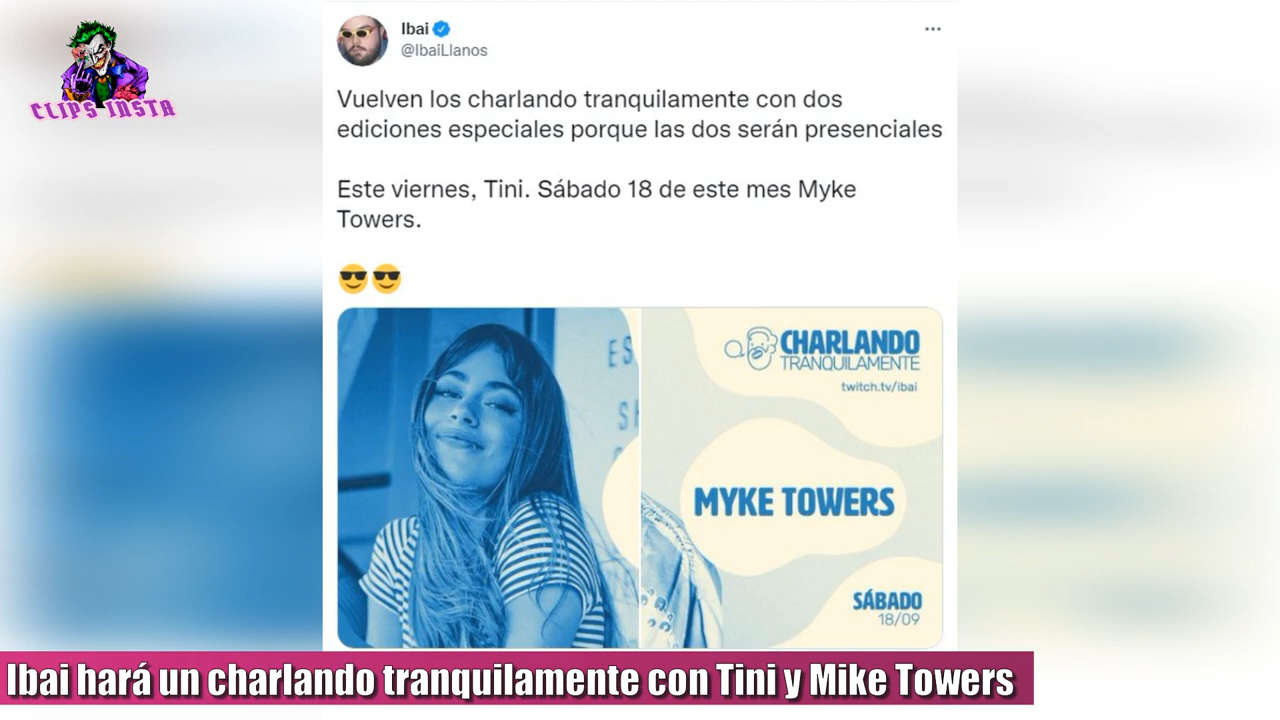 CLIPS INSTA
Ibai
@IbaiLlanos
Vuelven los charlando tranquilamente con dos
ediciones especiales porque las dos serán presenciales
Este viernes, Tini. Sábado 18 de este mes Myke
Towers.
😎😎
CHARLANDO
TRANQUILAMENTE
twitch.tv/ibai
MYKE TOWERS
SÁBADO
18/09
Ibai hará un charlando tranquilamente con Tini y Mike Towers